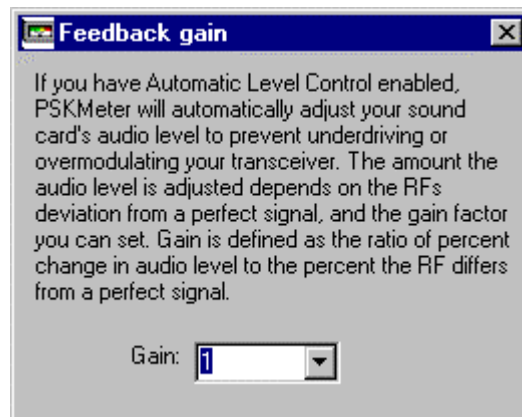 Feedback gain
If you have Automatic Level Control enabled,
PSKMeter will automatically adjust your sound
card's audio level to prevent underdriving or
overmodulating your transceiver. The amount the
audio level is adjusted depends on the RFs
deviation from a perfect signal, and the gain factor
you can set. Gain is defined as the ratio of percent
change in audio level to the percent the RF differs
from a perfect signal.
Gain: 1